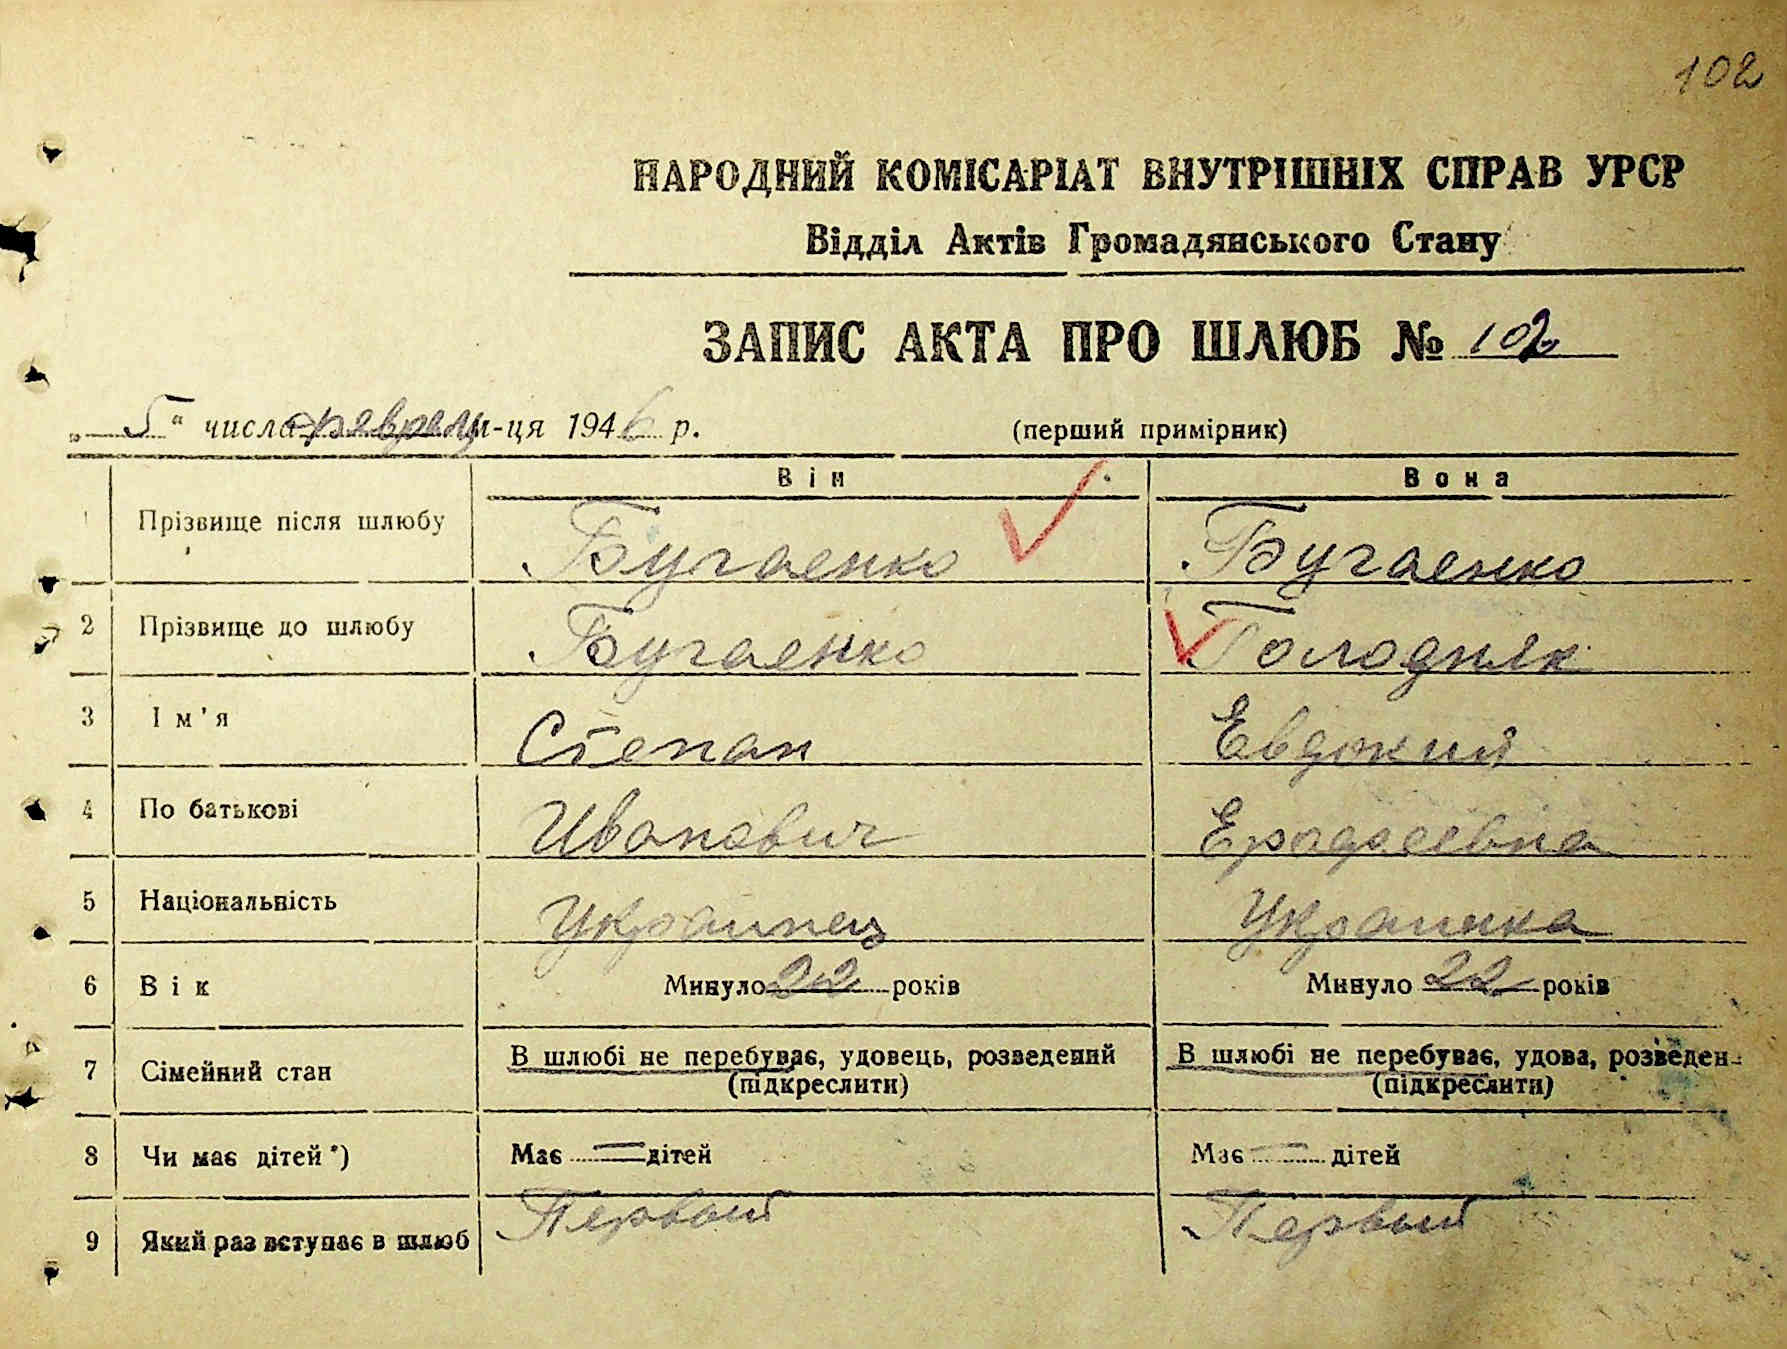 102
НАРОДНИЙ КОМІСАРІАТ ВНУТРІШНІХ СПРАВ УРСР
Відділ Актів Громадянського Стану
ЗАПИС АКТА ПРО ШЛЮБ № 102
„ 5 “ числа февраля м-ця 1946 р. (перший примірник)
Він Вона
1 Прізвище після шлюбу Бугаенко Бугаенко
2 Прізвище до шлюбу Бугаенко Голодняк
3 Ім'я Степан Евдокия
4 По батькові Иванович
5 Національність Украинец Украинка
6 Вік Минуло 22 років Минуло 22 років
7 Сімейний стан В шлюбі не перебуває, удовець, розведений В шлюбі не перебуває, удова, розведен-
(підкреслити) (підкреслити)
8 Чи має дітей*) Має — дітей Має — дітей
9 Який раз вступає в шлюб Первый Первый